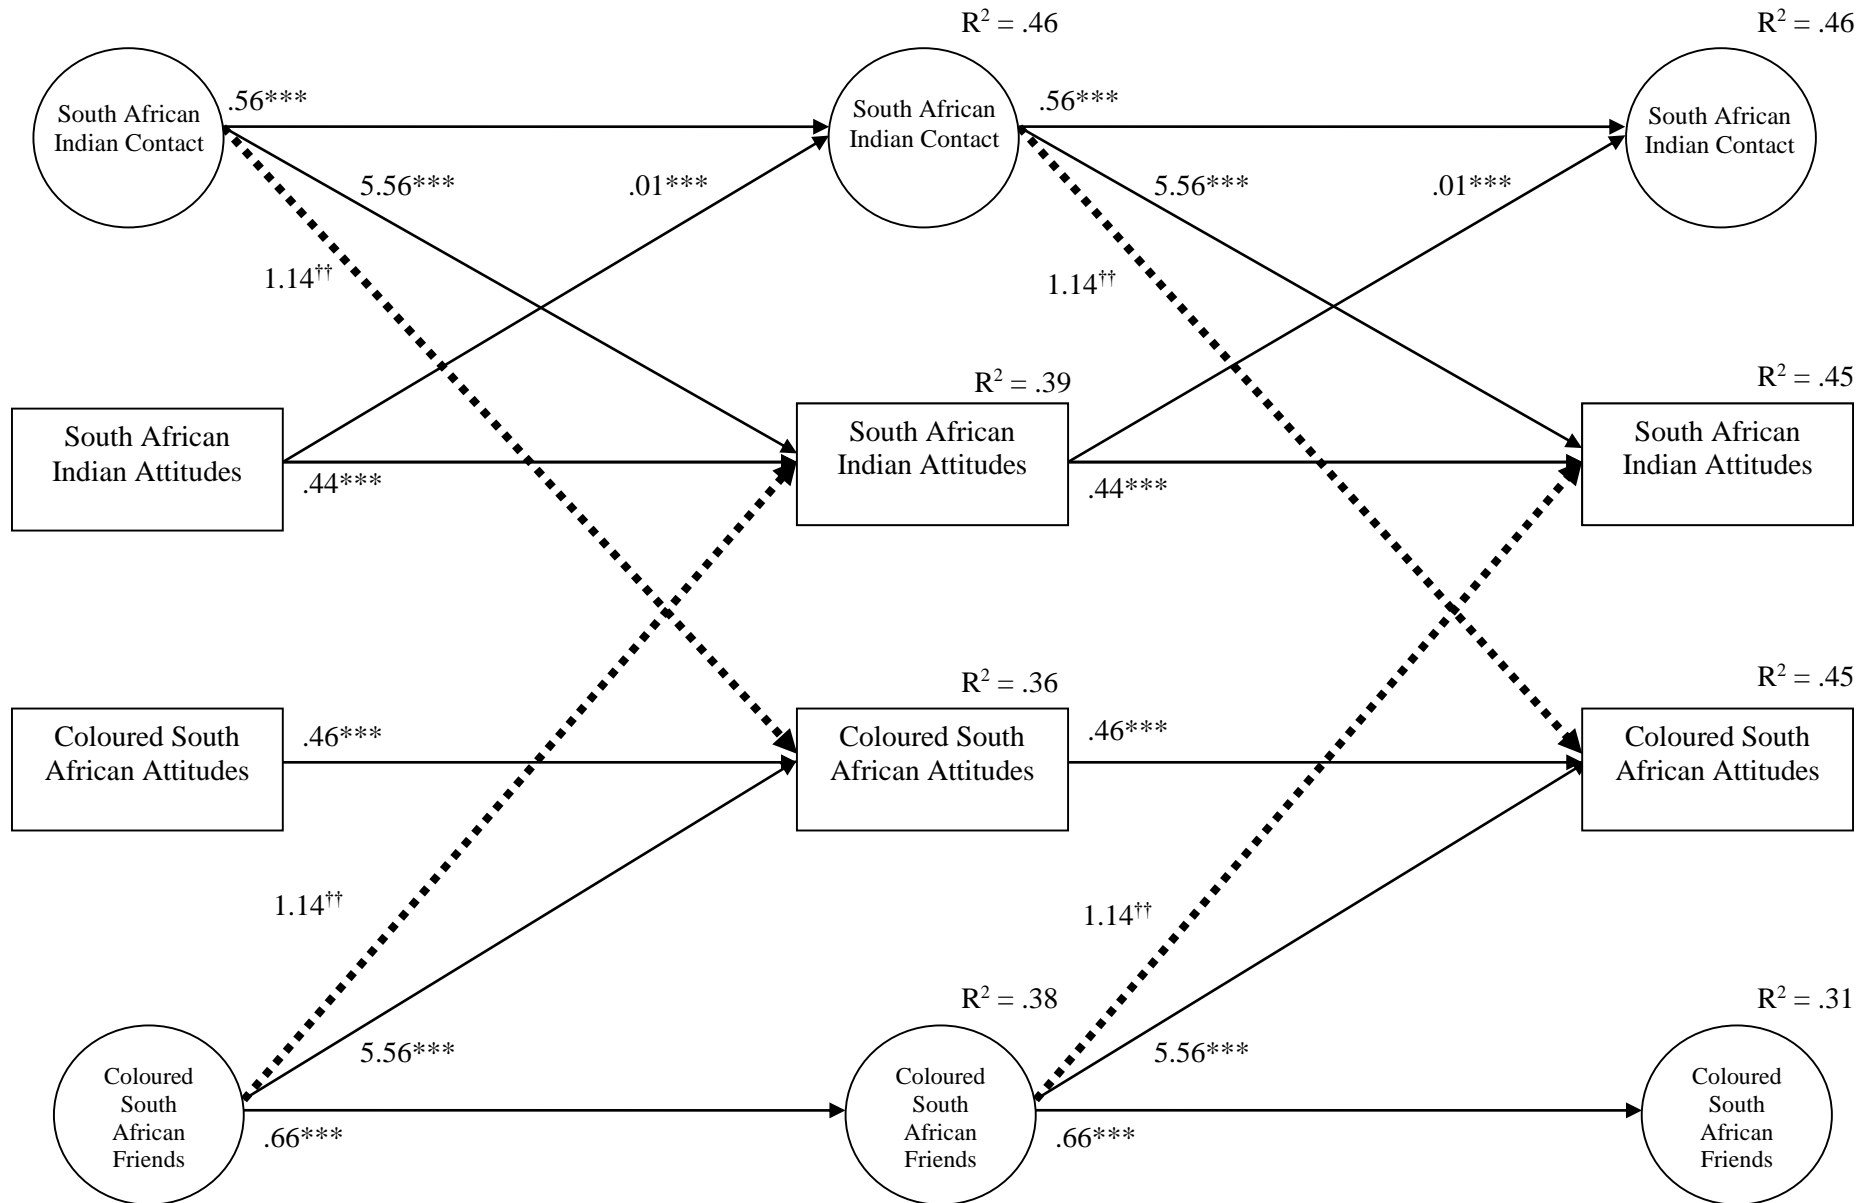 R² = .46
R² = .46
South African
Indian Contact
.56***
South African
Indian Contact
.56***
South African
Indian Contact
5.56***
.01***
5.56***
.01***
1.14††
1.14††
R² = .39
R² = .45
South African
Indian Attitudes
South African
Indian Attitudes
South African
Indian Attitudes
.44***
.44***
R² = .36
R² = .45
Coloured South
African Attitudes
.46***
Coloured South
African Attitudes
.46***
Coloured South
African Attitudes
1.14††
1.14††
R² = .38
R² = .31
5.56***
5.56***
Coloured
South
African
Friends
Coloured
South
African
Friends
Coloured
South
African
Friends
.66***
.66***